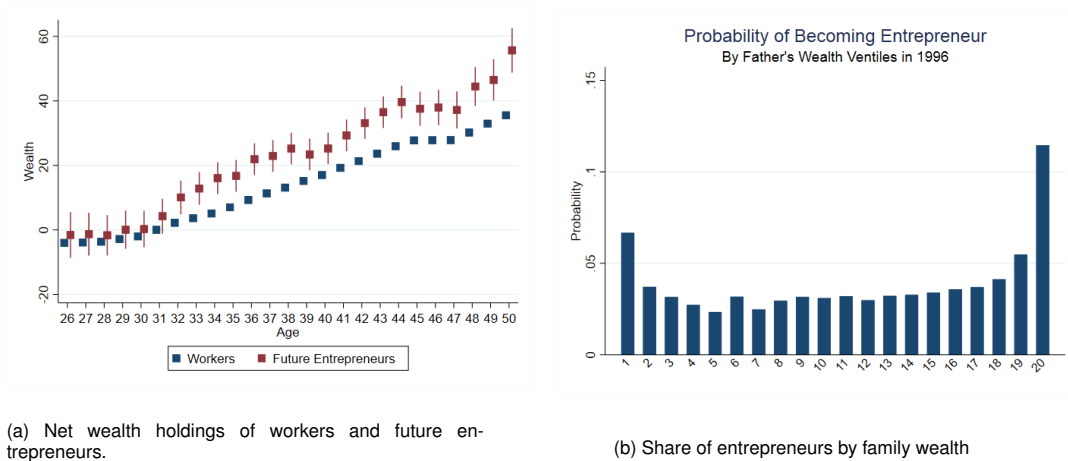 60
40
20
0
-20
Wealth
26 27 28 29 30 31 32 33 34 35 36 37 38 39 40 41 42 43 44 45 46 47 48 49 50
Age
Workers Future Entrepreneurs
(a) Net wealth holdings of workers and future en-
trepreneurs.
Probability of Becoming Entrepreneur
By Father's Wealth Ventiles in 1996
.15
.1
.05
0
Probability
1 2 3 4 5 6 7 8 9 10 11 12 13 14 15 16 17 18 19 20
(b) Share of entrepreneurs by family wealth